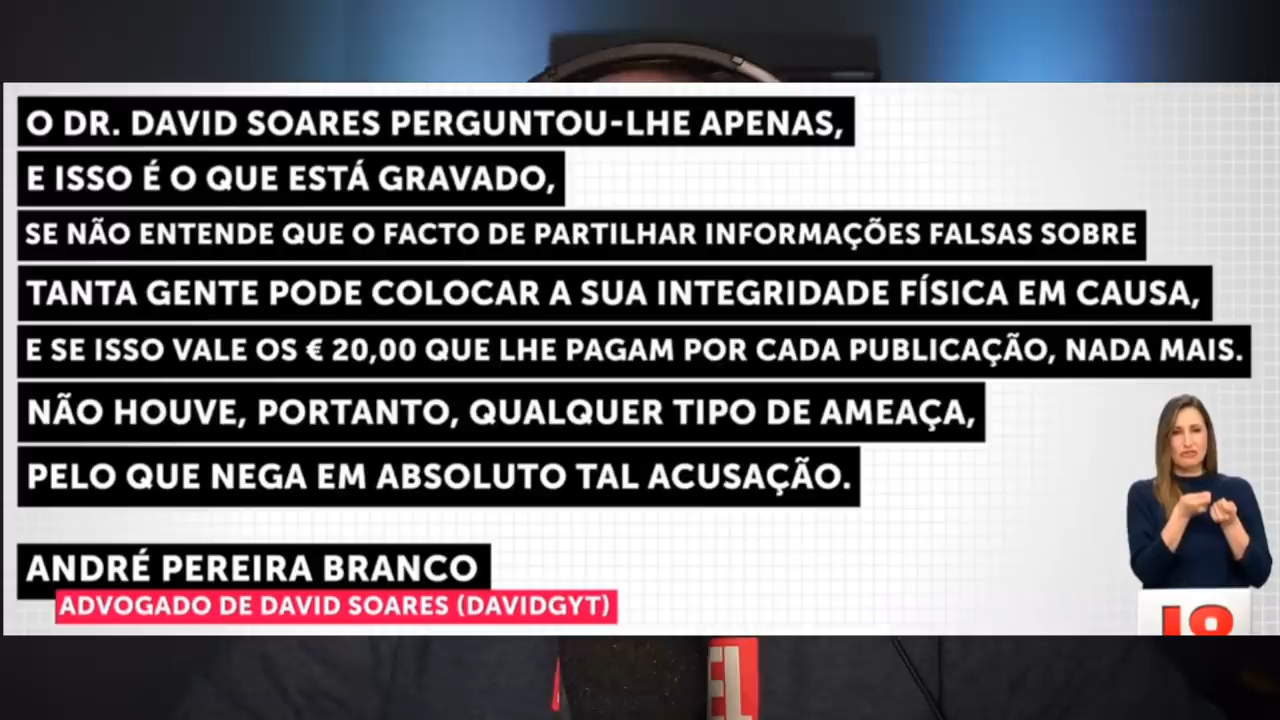 O DR. DAVID SOARES PERGUNTOU-LHE APENAS,
E ISSO É O QUE ESTÁ GRAVADO,
SE NÃO ENTENDE QUE O FACTO DE PARTILHAR INFORMAÇÕES FALSAS SOBRE
TANTA GENTE PODE COLOCAR A SUA INTEGRIDADE FÍSICA EM CAUSA,
E SE ISSO VALE OS € 20,00 QUE LHE PAGAM POR CADA PUBLICAÇÃO, NADA MAIS.
NÃO HOUVE, PORTANTO, QUALQUER TIPO DE AMEAÇA,
PELO QUE NEGA EM ABSOLUTO TAL ACUSAÇÃO.
ANDRÉ PEREIRA BRANCO
ADVOGADO DE DAVID SOARES (DAVIDGYT)